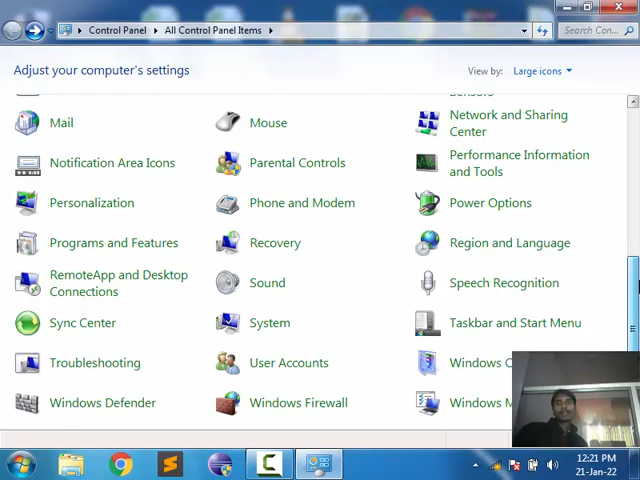 Control Panel
All Control Panel Items
Search Con...
Adjust your computer's settings
View by:
Large icons
Sensors
Mail
Mouse
Network and Sharing
Center
Notification Area Icons
Parental Controls
Performance Information
and Tools
Personalization
Phone and Modem
Power Options
Programs and Features
Recovery
Region and Language
RemoteApp and Desktop
Connections
Sound
Speech Recognition
Sync Center
System
Taskbar and Start Menu
Troubleshooting
User Accounts
Windows C
Windows Defender
Windows Firewall
Windows M
12:21 PM
21-Jan-22